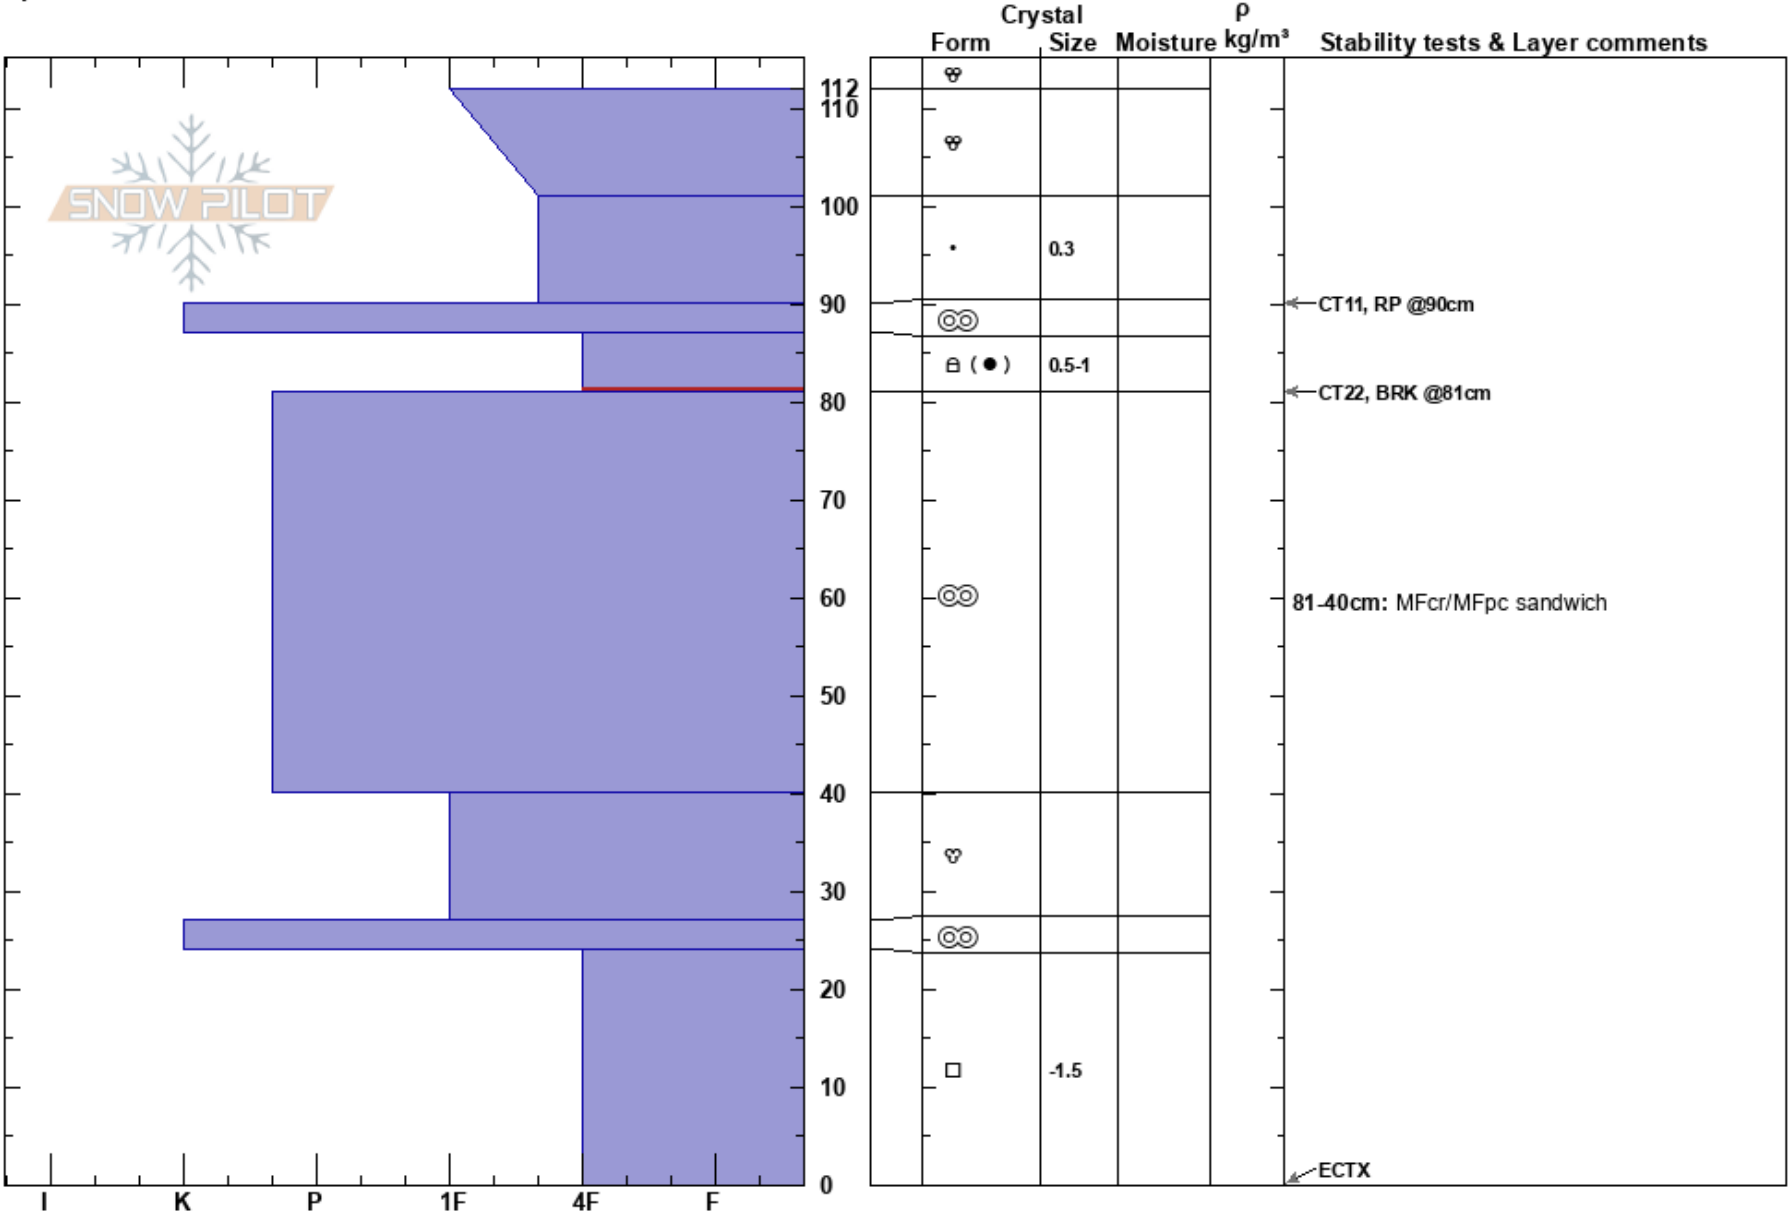 Crystal
ρ
Form Size Moisture kg/m³ Stability tests & Layer comments
SNOW PILOT
112
110
100
0.3
90
CT11, RP @90cm
( ) 0.5-1
80
CT22, BRK @81cm
70
60
81-40cm: MFcr/MFpc sandwich
50
40
30
20
10
-1.5
ECTX
0
I K P 1F 4F F